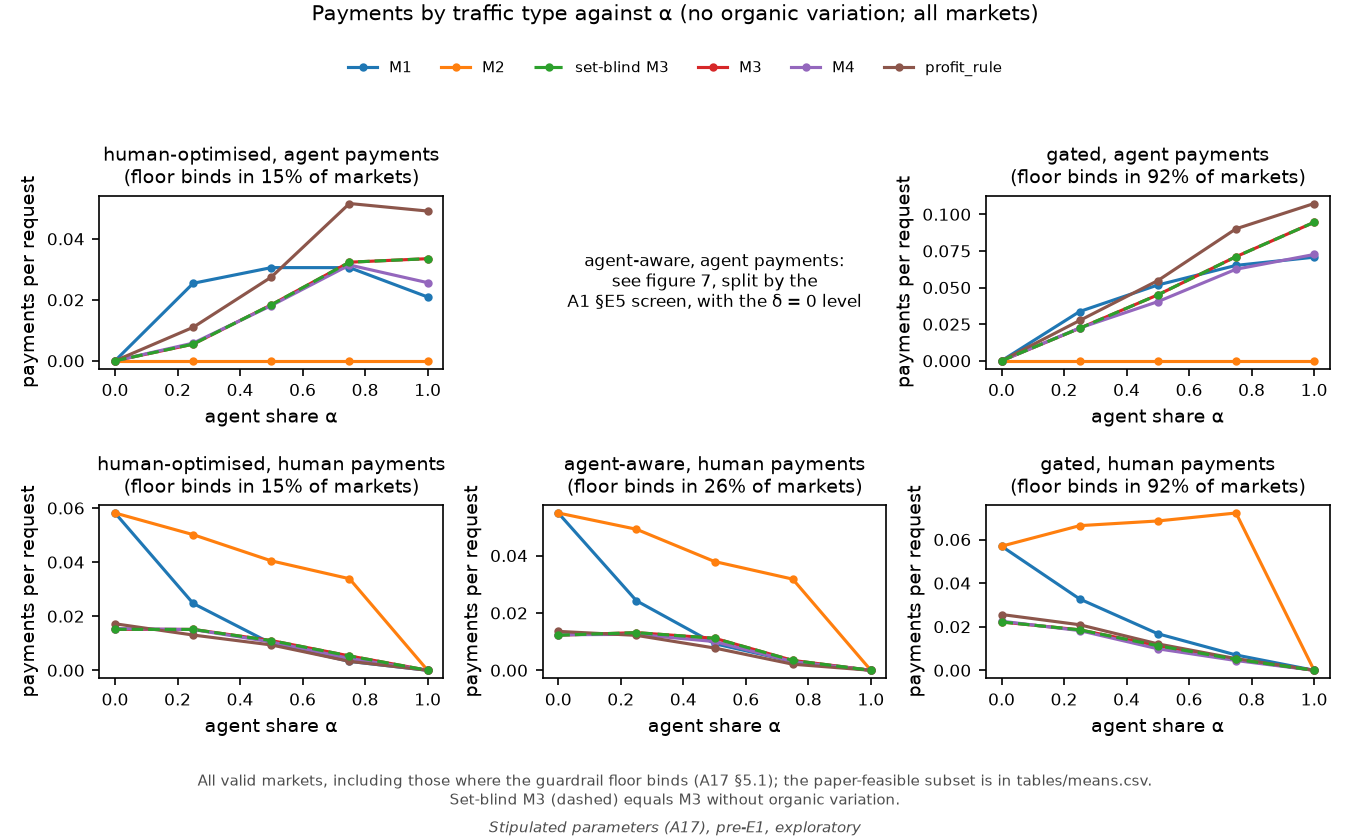 Payments by traffic type against α (no organic variation; all markets)
M1 M2 set-blind M3 M3 M4 profit_rule
human-optimised, agent payments
(floor binds in 15% of markets)
payments per request
0.04
0.02
0.00
0.0 0.2 0.4 0.6 0.8 1.0
agent share α
agent-aware, agent payments:
see figure 7, split by the
A1 §E5 screen, with the δ = 0 level
gated, agent payments
(floor binds in 92% of markets)
payments per request
0.100
0.075
0.050
0.025
0.000
0.0 0.2 0.4 0.6 0.8 1.0
agent share α
human-optimised, human payments
(floor binds in 15% of markets)
payments per request
0.06
0.04
0.02
0.00
0.0 0.2 0.4 0.6 0.8 1.0
agent share α
agent-aware, human payments
(floor binds in 26% of markets)
payments per request
0.04
0.02
0.00
0.0 0.2 0.4 0.6 0.8 1.0
agent share α
gated, human payments
(floor binds in 92% of markets)
payments per request
0.06
0.04
0.02
0.00
0.0 0.2 0.4 0.6 0.8 1.0
agent share α
All valid markets, including those where the guardrail floor binds (A17 §5.1); the paper-feasible subset is in tables/means.csv.
Set-blind M3 (dashed) equals M3 without organic variation.
Stipulated parameters (A17), pre-E1, exploratory